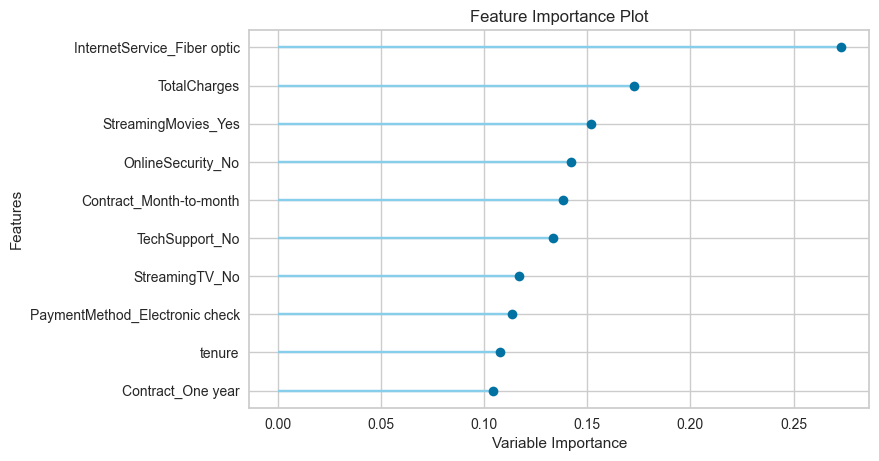 Feature Importance Plot
InternetService_Fiber optic
TotalCharges
StreamingMovies_Yes
OnlineSecurity_No
Contract_Month-to-month
TechSupport_No
StreamingTV_No
PaymentMethod_Electronic check
tenure
Contract_One year
Features
0.00 0.05 0.10 0.15 0.20 0.25
Variable Importance